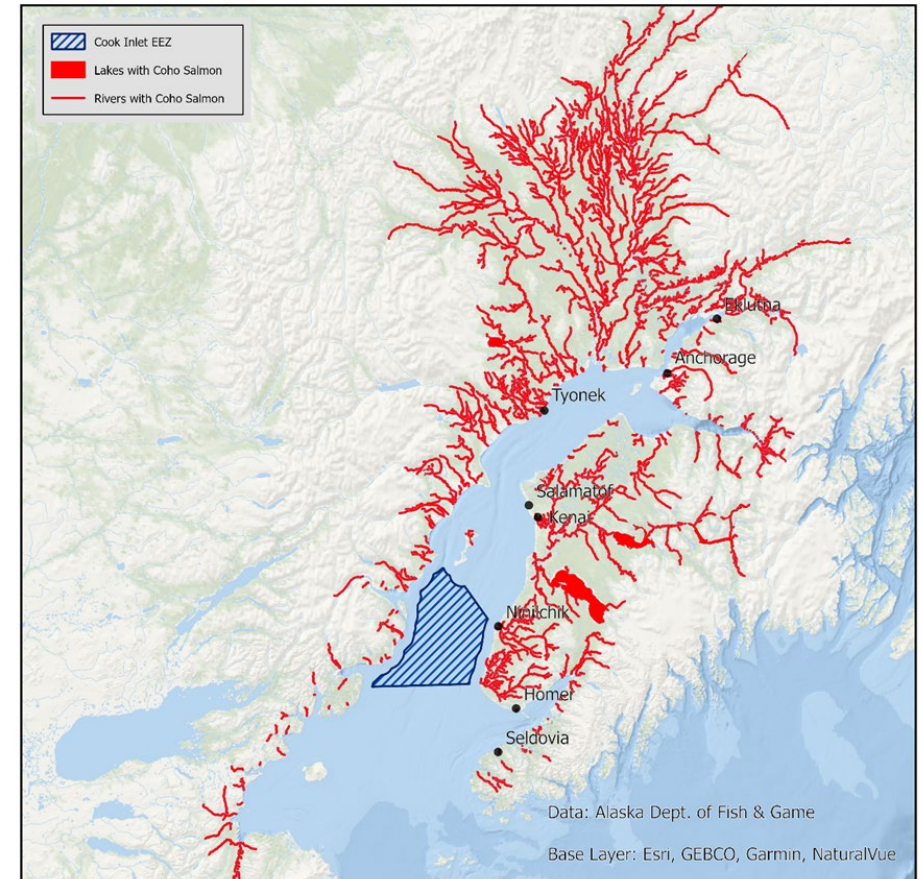 Cook Inlet EEZ
Lakes with Coho Salmon
Rivers with Coho Salmon
Eklutna
Anchorage
Tyonek
Salamatof
Kenai
Ninilchik
Homer
Seldovia
Data: Alaska Dept. of Fish & Game
Base Layer: Esri, GEBCO, Garmin, NaturalVue